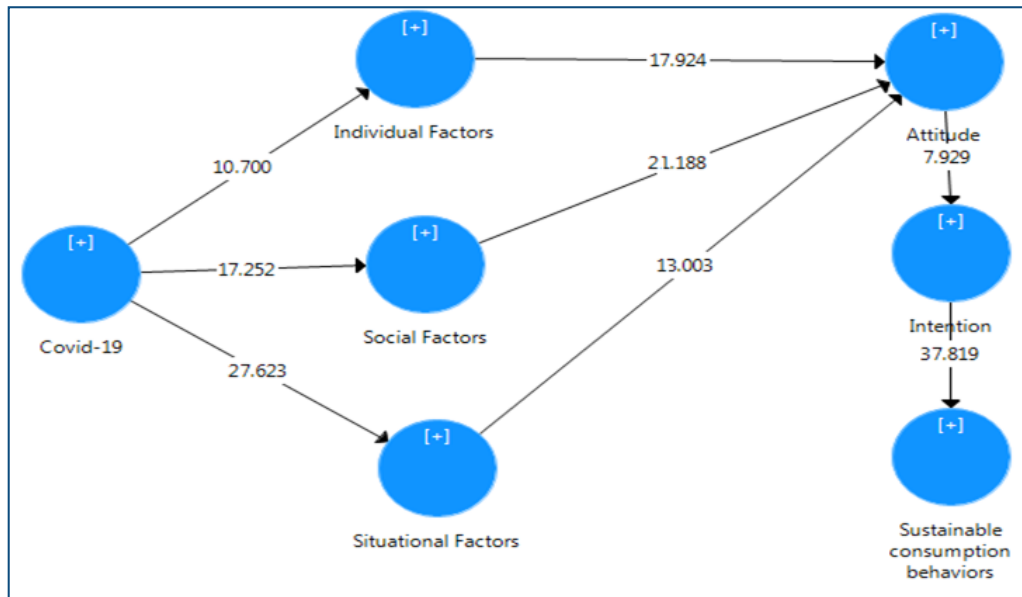 [+]
Individual Factors
[+]
Attitude
17.924
10.700
21.188
7.929
[+]
Covid-19
17.252
[+]
Social Factors
13.003
[+]
Intention
27.623
37.819
[+]
Situational Factors
[+]
Sustainable
consumption
behaviors